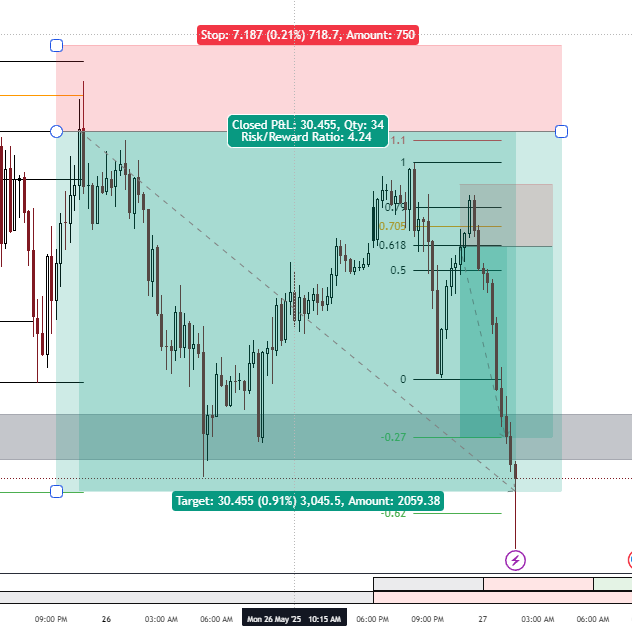 Stop: 7.187 (0.21%) 718.7, Amount: 750
Closed P&L: 30.455, Qty: 34
Risk/Reward Ratio: 4.24
1.1
1
0.79
0.705
0.618
0.5
0
-0.27
Target: 30.455 (0.91%) 3,045.5, Amount: 2059.38
-0.62
09:00 PM 26 03:00 AM 06:00 AM Mon 26 May '25 10:15 AM 06:00 PM 09:00 PM 27 03:00 AM 06:00 AM